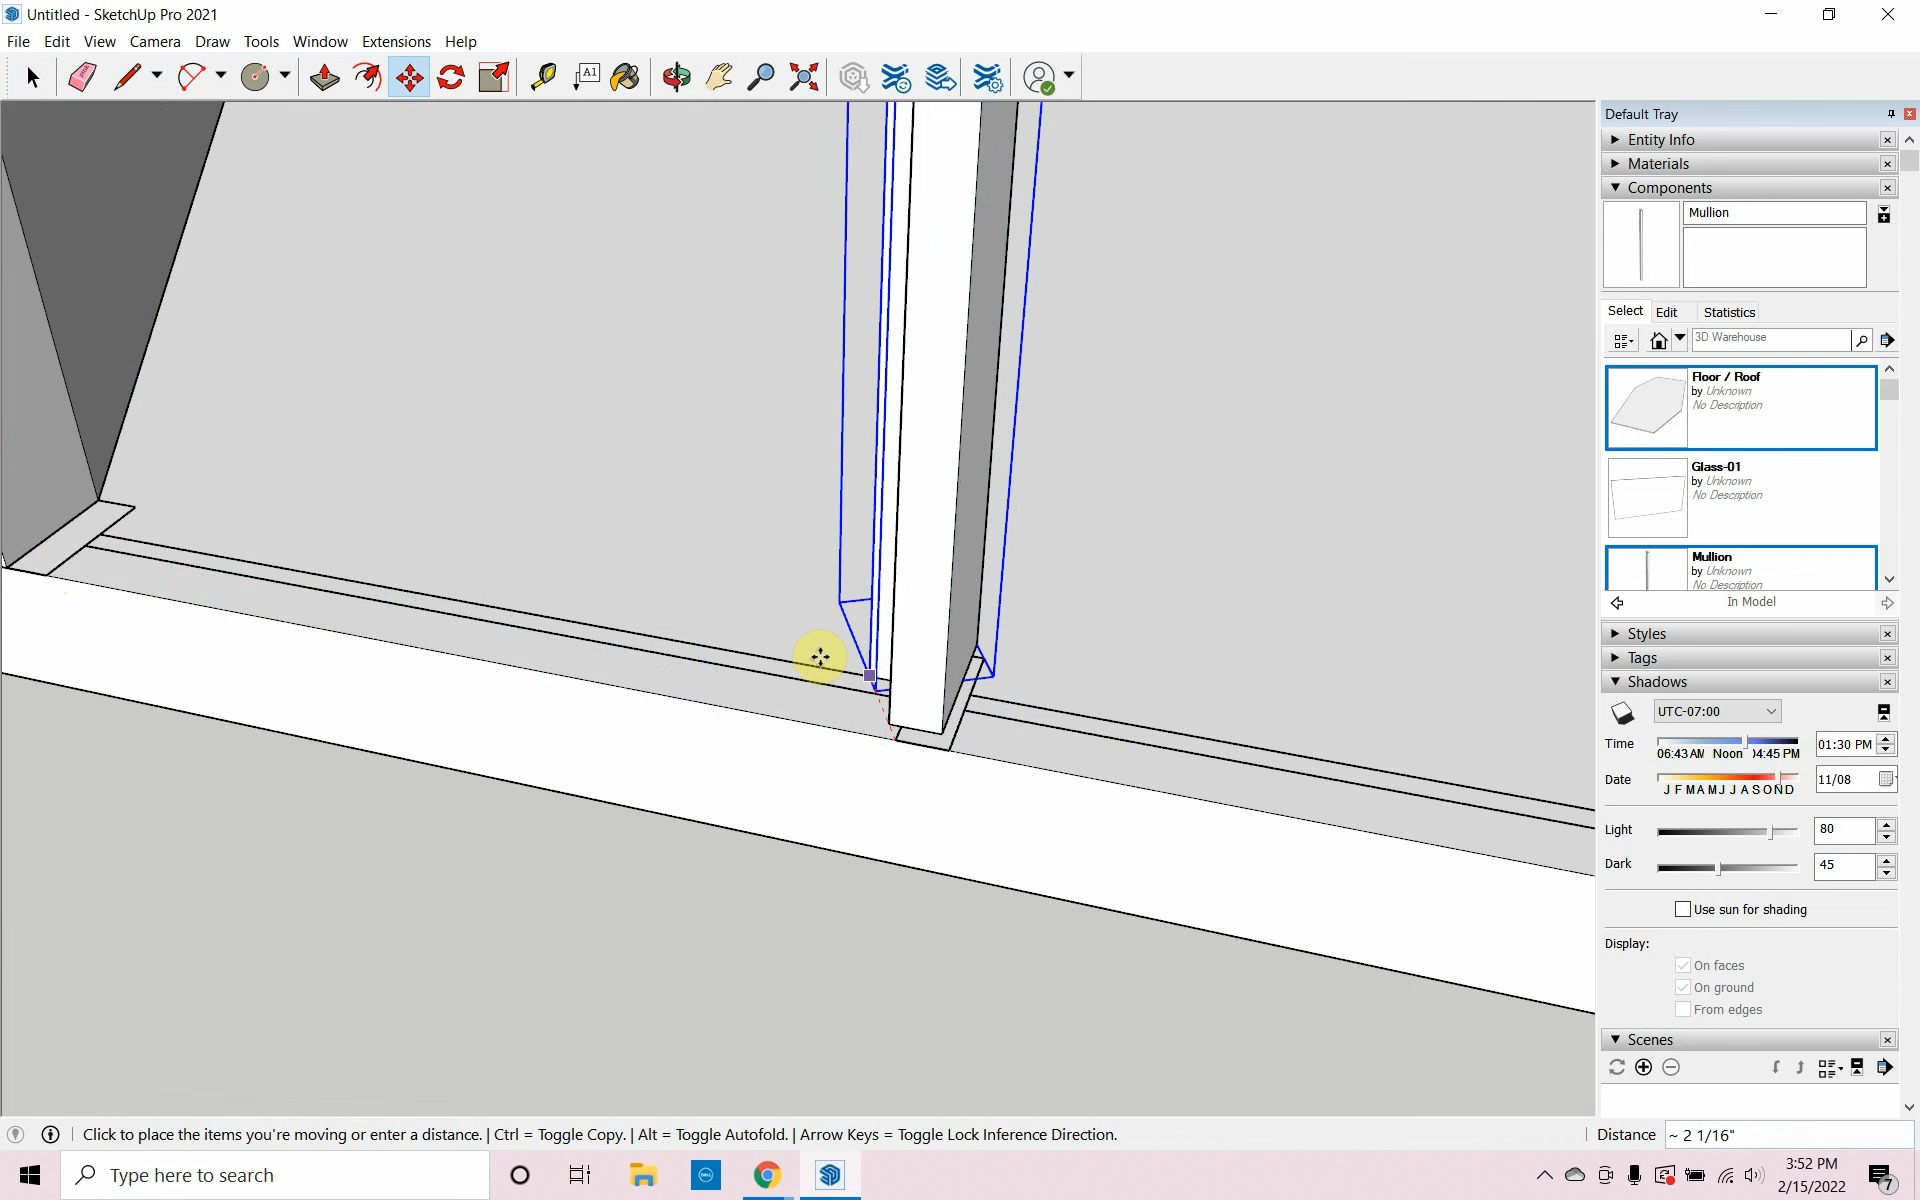 Untitled - SketchUp Pro 2021
File Edit View Camera Draw Tools Window Extensions Help
A1
Default Tray
Entity Info
Materials
Components
Mullion
Select Edit Statistics
3D Warehouse
Floor / Roof
by Unknown
No Description
Glass-01
by Unknown
No Description
Mullion
by Unknown
No Description
In Model
Styles
Tags
Shadows
UTC-07:00
Time 06:43 AM Noon 04:45 PM 01:30 PM
Date J F M A M J J A S O N D 11/08
Light 80
Dark 45
Use sun for shading
Display:
On faces
On ground
From edges
Scenes
Click to place the items you're moving or enter a distance. | Ctrl = Toggle Copy. | Alt = Toggle Autofold. | Arrow Keys = Toggle Lock Inference Direction.
Distance ~ 2 1/16"
Type here to search
DELL
3:52 PM
2/15/2022
7